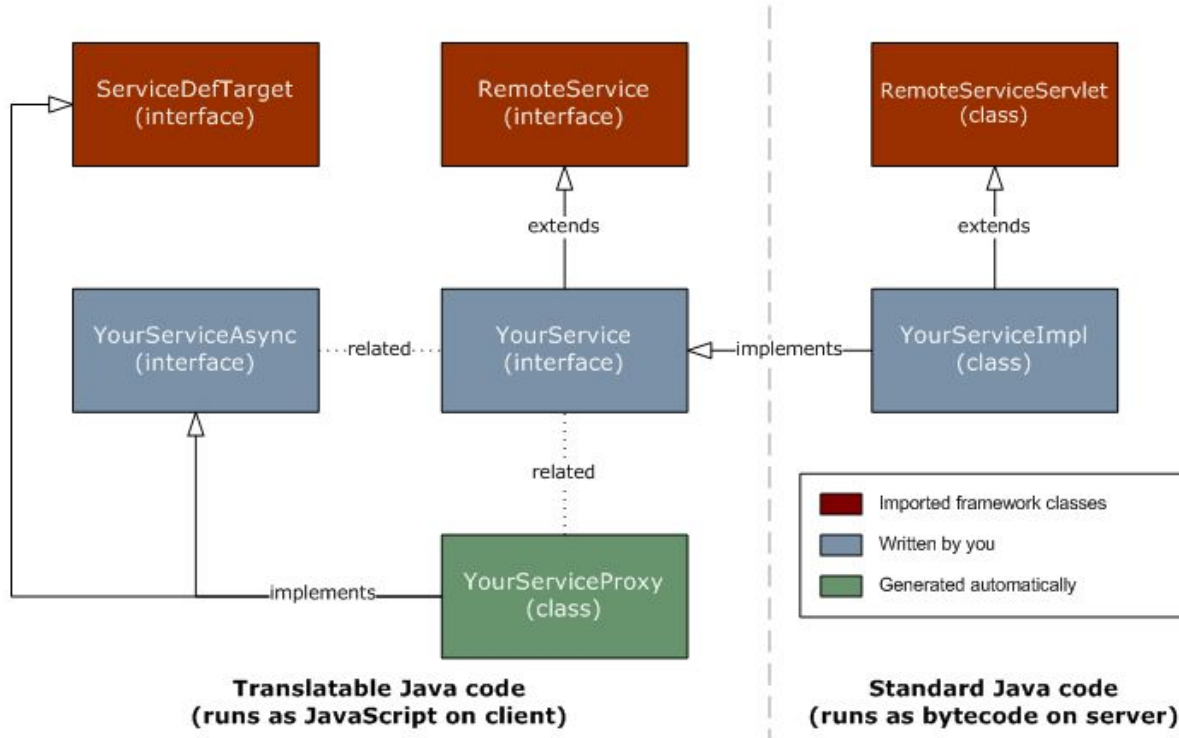 ServiceDefTarget
(interface)
RemoteService
(interface)
RemoteServiceServlet
(class)
extends
extends
YourServiceAsync
(interface)
related
YourService
(interface)
implements
YourServiceImpl
(class)
related
Imported framework classes
Written by you
Generated automatically
implements
YourServiceProxy
(class)
Translatable Java code
(runs as JavaScript on client)
Standard Java code
(runs as bytecode on server)